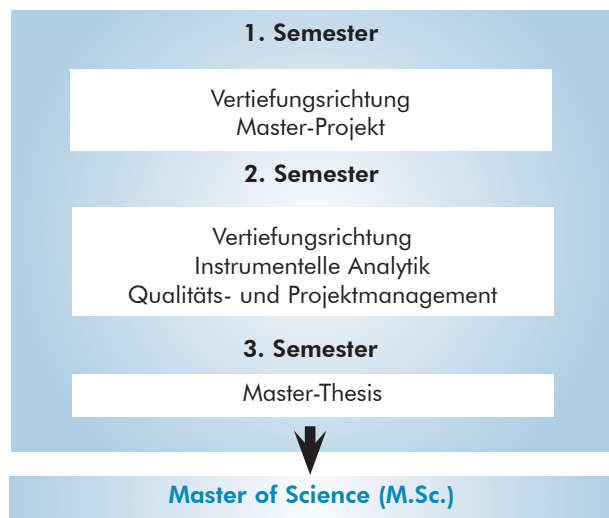 1. Semester
Vertiefungsrichtung
Master-Projekt
2. Semester
Vertiefungsrichtung
Instrumentelle Analytik
Qualitäts- und Projektmanagement
3. Semester
Master-Thesis
Master of Science (M.Sc.)